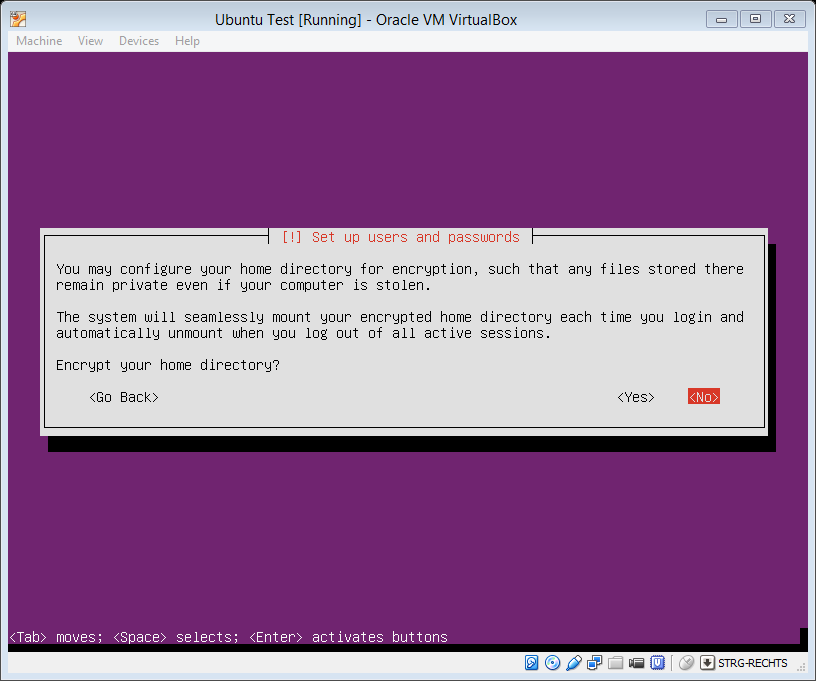 Ubuntu Test [Running] - Oracle VM VirtualBox
Machine View Devices Help
[!] Set up users and passwords
You may configure your home directory for encryption, such that any files stored there
remain private even if your computer is stolen.
The system will seamlessly mount your encrypted home directory each time you login and
automatically unmount when you log out of all active sessions.
Encrypt your home directory?
<Go Back> <Yes> <No>
<Tab> moves; <Space> selects; <Enter> activates buttons
STRG-RECHTS